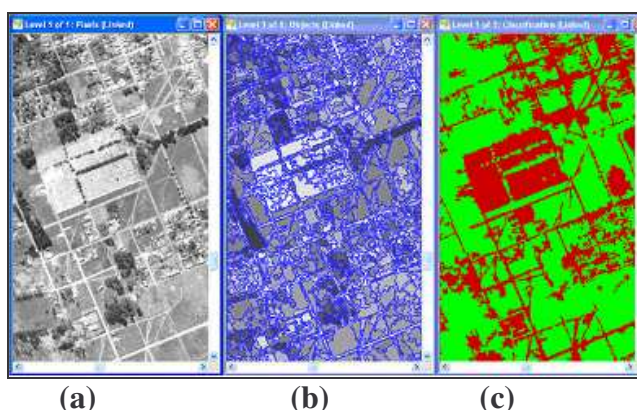 Level 1 of 1: Pixels (Linked)
Level 1 of 1: Objects (Linked)
Level 1 of 1: Classification (Linked)
(a) (b) (c)